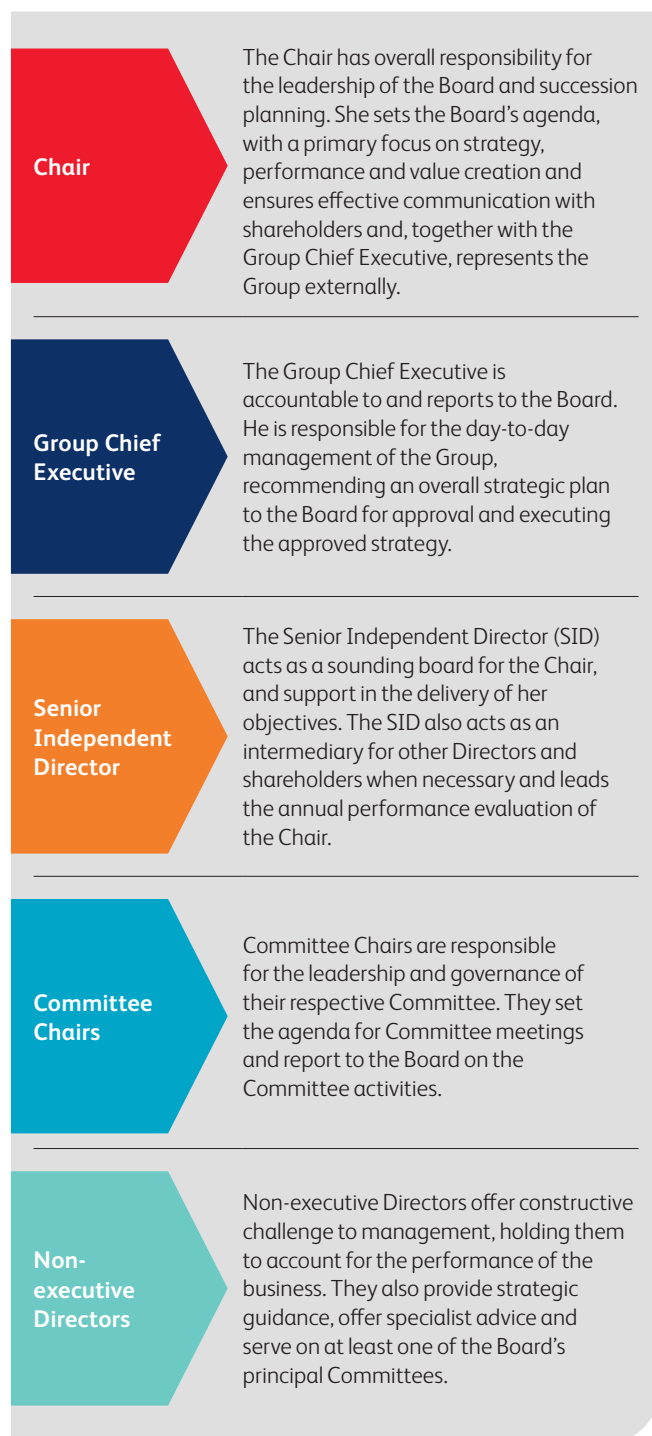 Chair
The Chair has overall responsibility for
the leadership of the Board and succession
planning. She sets the Board’s agenda,
with a primary focus on strategy,
performance and value creation and
ensures effective communication with
shareholders and, together with the
Group Chief Executive, represents the
Group externally.
Group Chief
Executive
The Group Chief Executive is
accountable to and reports to the Board.
He is responsible for the day-to-day
management of the Group,
recommending an overall strategic plan
to the Board for approval and executing
the approved strategy.
Senior
Independent
Director
The Senior Independent Director (SID)
acts as a sounding board for the Chair,
and support in the delivery of her
objectives. The SID also acts as an
intermediary for other Directors and
shareholders when necessary and leads
the annual performance evaluation of
the Chair.
Committee
Chairs
Committee Chairs are responsible
for the leadership and governance of
their respective Committee. They set
the agenda for Committee meetings
and report to the Board on the
Committee activities.
Non-
executive
Directors
Non-executive Directors offer constructive
challenge to management, holding them
to account for the performance of the
business. They also provide strategic
guidance, offer specialist advice and
serve on at least one of the Board’s
principal Committees.